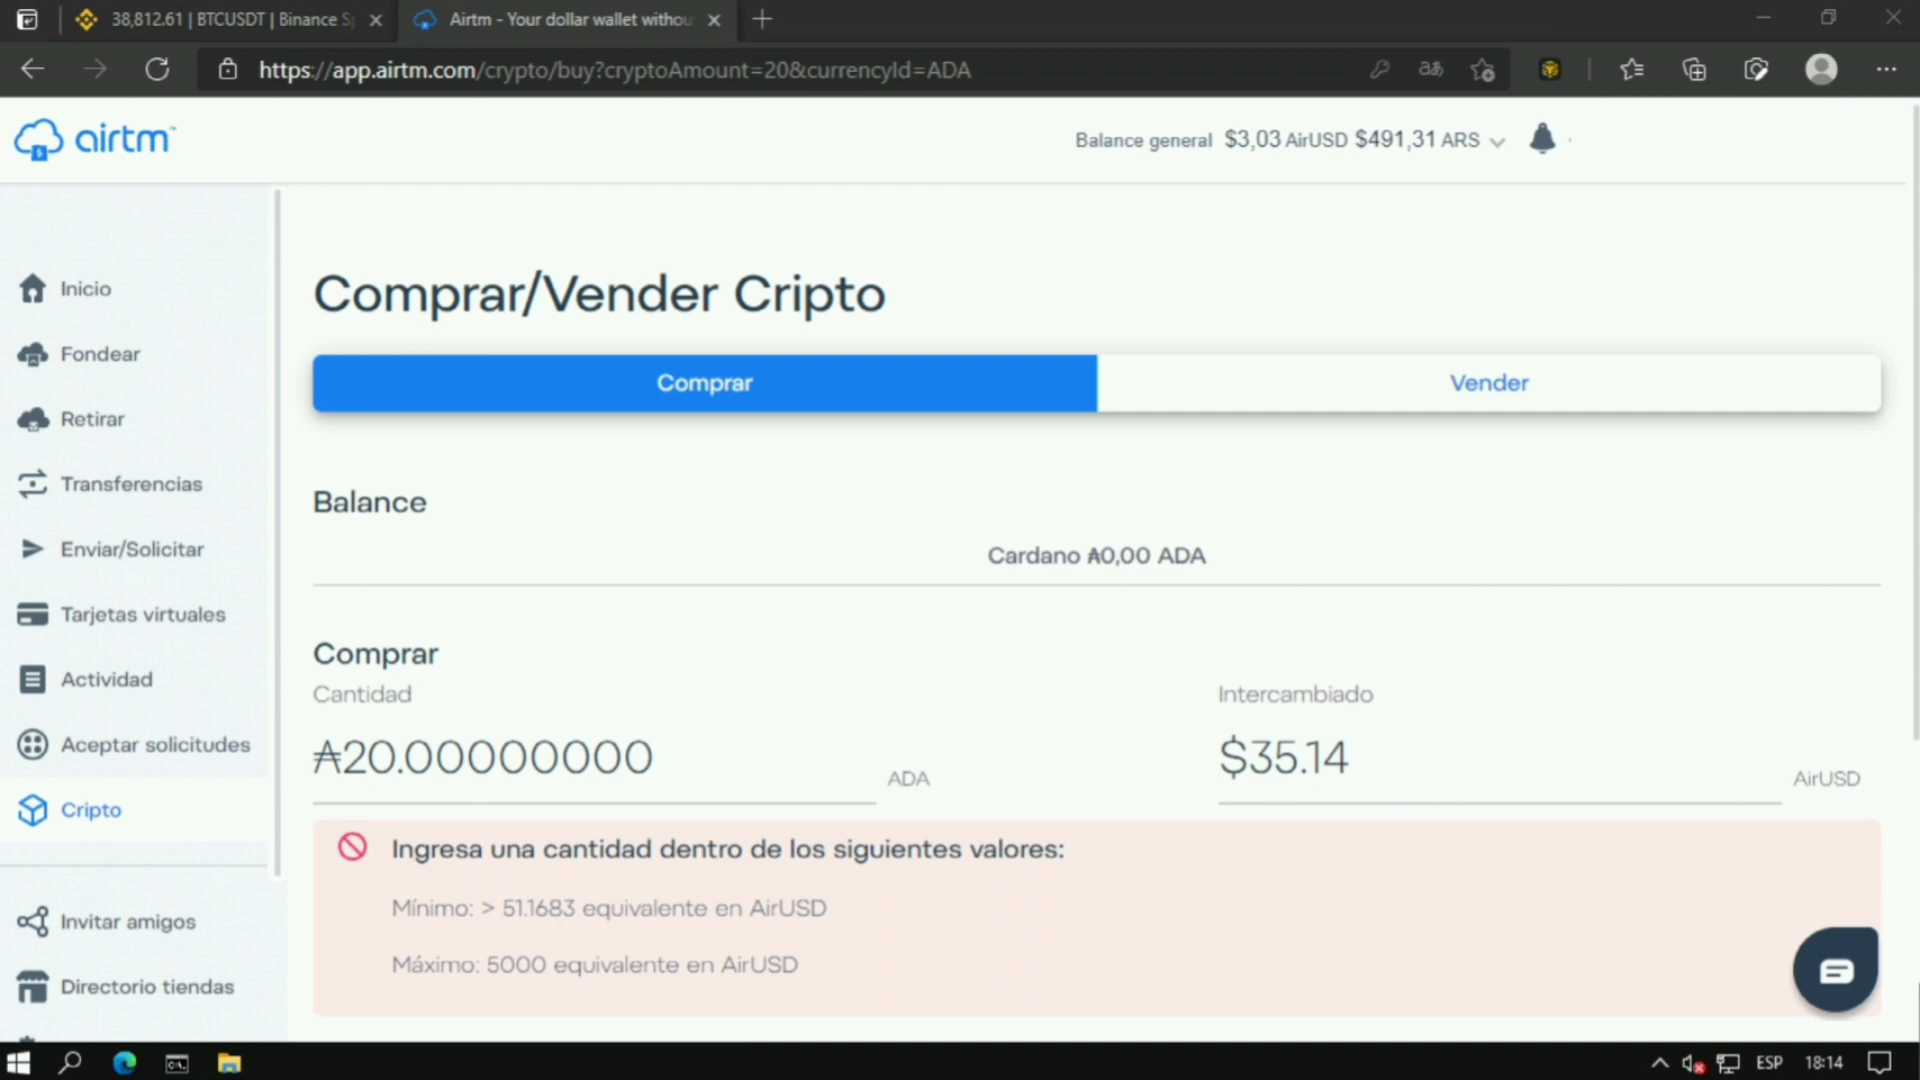 38,812.61 | BTCUSDT | Binance Sp
Airtm - Your dollar wallet withou
https://app.airtm.com/crypto/buy?cryptoAmount=20&currencyId=ADA
airtm
Balance general $3,03 AirUSD $491,31 ARS
Inicio
Fondear
Retirar
Transferencias
Enviar/Solicitar
Tarjetas virtuales
Actividad
Aceptar solicitudes
Cripto
Invitar amigos
Directorio tiendas
Comprar/Vender Cripto
Comprar
Vender
Balance
Cardano ₳0,00 ADA
Comprar
Cantidad
Intercambiado
₳20.00000000
ADA
$35.14
AirUSD
Ingresa una cantidad dentro de los siguientes valores:
Mínimo: > 51.1683 equivalente en AirUSD
Máximo: 5000 equivalente en AirUSD
ESP
18:14